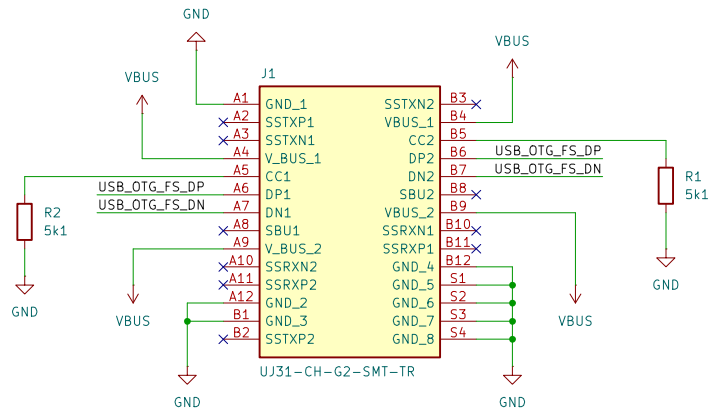 GND
VBUS
VBUS
J1
A1 GND_1 SSTXN2 B3
A2 SSTXP1 VBUS_1 B4
A3 SSTXN1 CC2 B5
A4 V_BUS_1 DP2 B6 USB_OTG_FS_DP
A5 CC1 DN2 B7 USB_OTG_FS_DN
USB_OTG_FS_DP A6 DP1 SBU2 B8
USB_OTG_FS_DN A7 DN1 VBUS_2 B9
R1
5k1
R2
5k1
A8 SBU1 SSRXN1 B10
A9 V_BUS_2 SSRXP1 B11
A10 SSRXN2 GND_4 B12
A11 SSRXP2 GND_5 S1
A12 GND_2 GND_6 S2
B1 GND_3 GND_7 S3
B2 SSTXP2 GND_8 S4
GND
GND
VBUS
VBUS
UJ31-CH-G2-SMT-TR
GND
GND